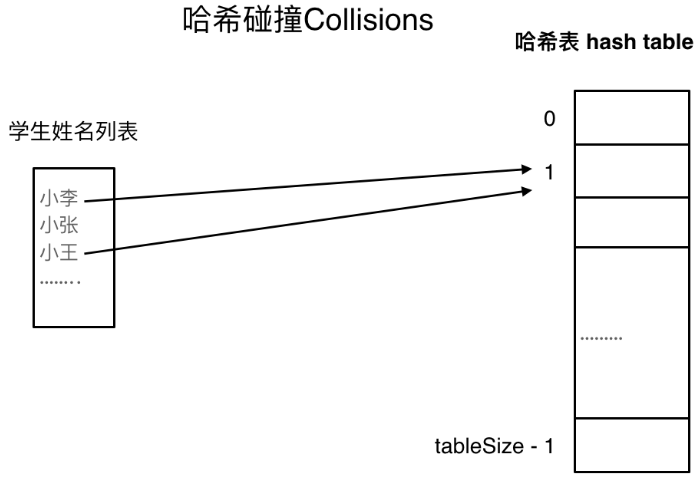 哈希碰撞Collisions
哈希表 hash table
学生姓名列表
小李
小张
小王
........
0
1
.........
tableSize - 1